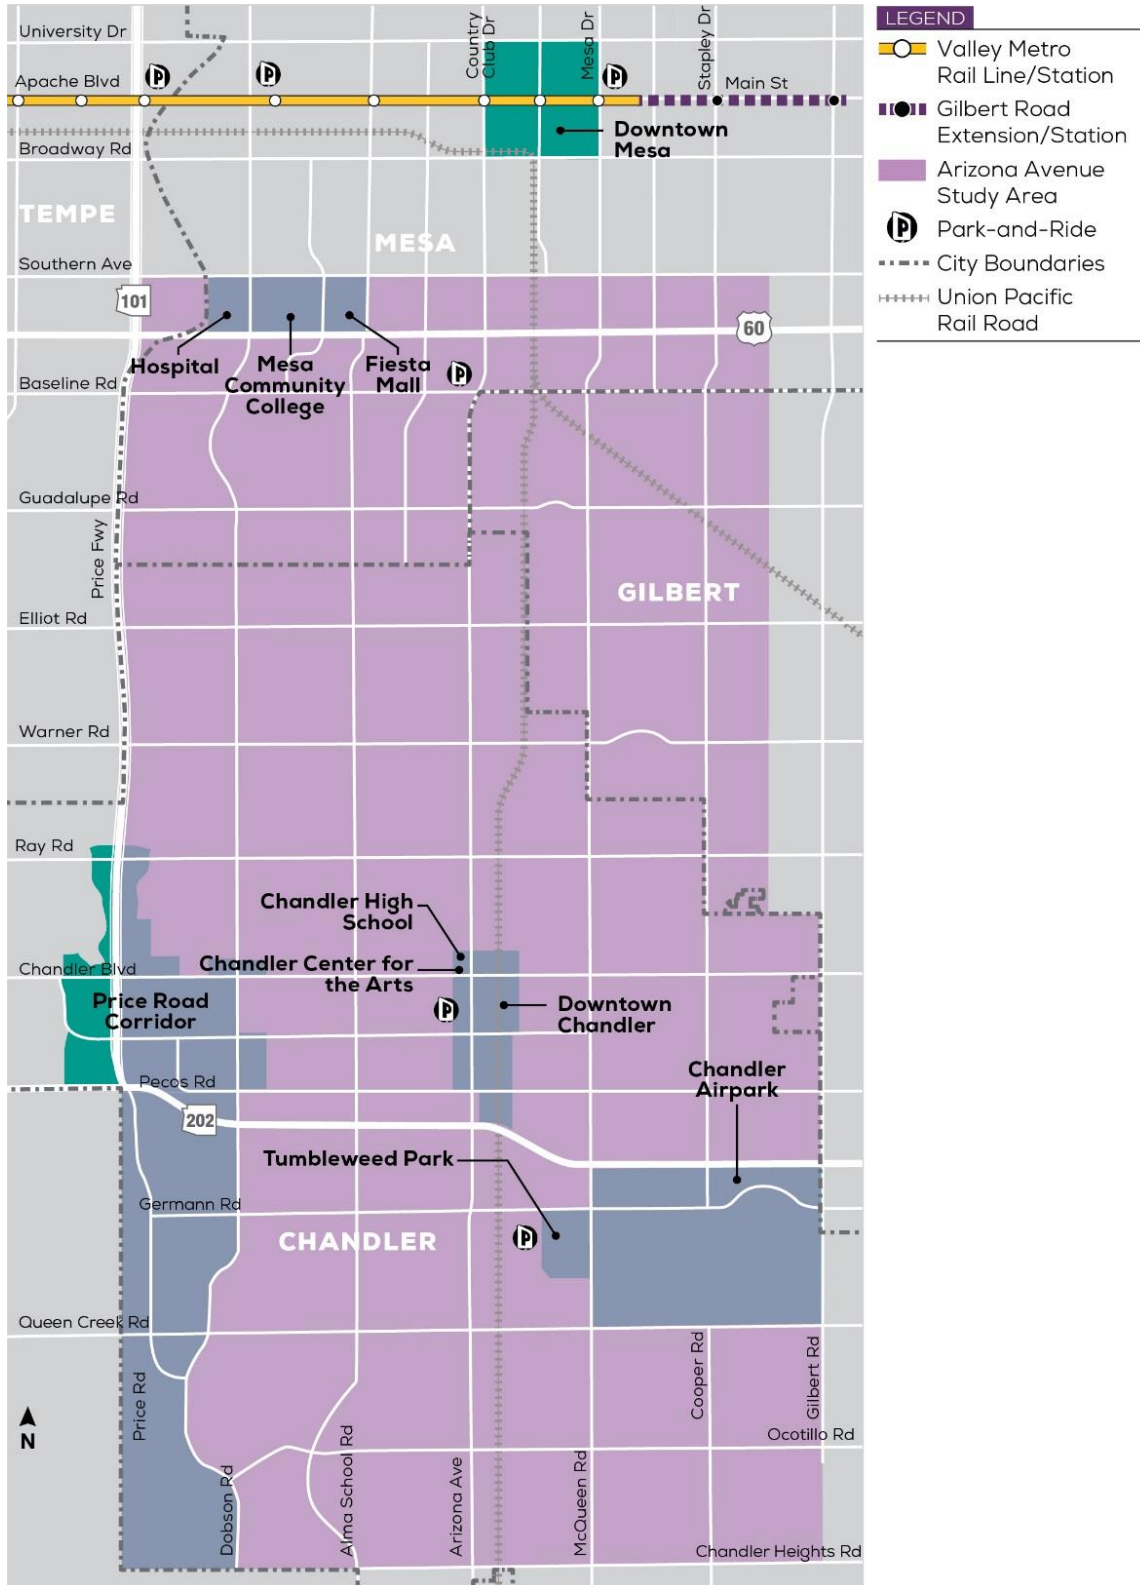 University Dr
Apache Blvd
Country
Club Dr
Mesa Dr
Stapley Dr
Main St
Downtown
Mesa
Broadway Rd
TEMPE
MESA
Southern Ave
101
60
Hospital
Mesa
Community
College
Fiesta
Mall
Baseline Rd
Guadalupe Rd
Price Fwy
GILBERT
Elliot Rd
Warner Rd
Ray Rd
Chandler High
School
Chandler Center for
the Arts
Chandler Blvd
Price Road
Corridor
Downtown
Chandler
Pecos Rd
Chandler
Airpark
202
Tumbleweed Park
Germann Rd
CHANDLER
Queen Creek Rd
Price Rd
Dobson Rd
Alma School Rd
Arizona Ave
McQueen Rd
Cooper Rd
Gilbert Rd
Ocotillo Rd
Chandler Heights Rd
N
P
P
P
P
P
P
LEGEND
Valley Metro
Rail Line/Station
Gilbert Road
Extension/Station
Arizona Avenue
Study Area
P
Park-and-Ride
City Boundaries
Union Pacific
Rail Road